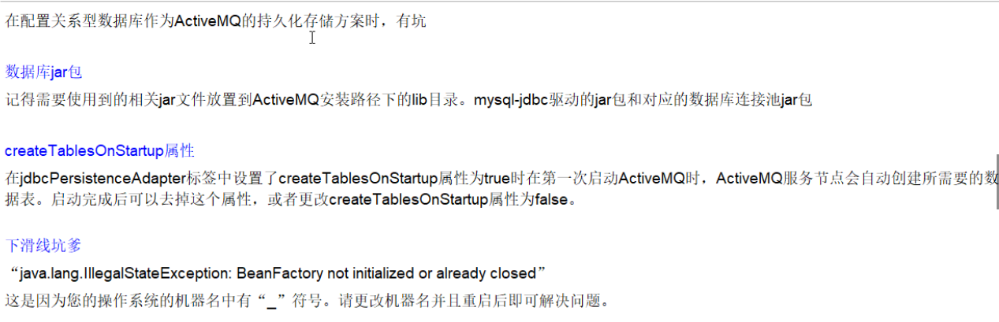 在配置关系型数据库作为ActiveMQ的持久化存储方案时，有坑
数据库jar包
记得需要使用到的相关jar文件放置到ActiveMQ安装路径下的lib目录。mysql-jdbc驱动的jar包和对应的数据库连接池jar包
createTablesOnStartup属性
在jdbcPersistenceAdapter标签中设置了createTablesOnStartup属性为true时在第一次启动ActiveMQ时，ActiveMQ服务节点会自动创建所需要的数
据表。启动完成后可以去掉这个属性，或者更改createTablesOnStartup属性为false。
下滑线坑爹
“java.lang.IllegalStateException: BeanFactory not initialized or already closed”
这是因为您的操作系统的机器名中有“_”符号。请更改机器名并且重启后即可解决问题。